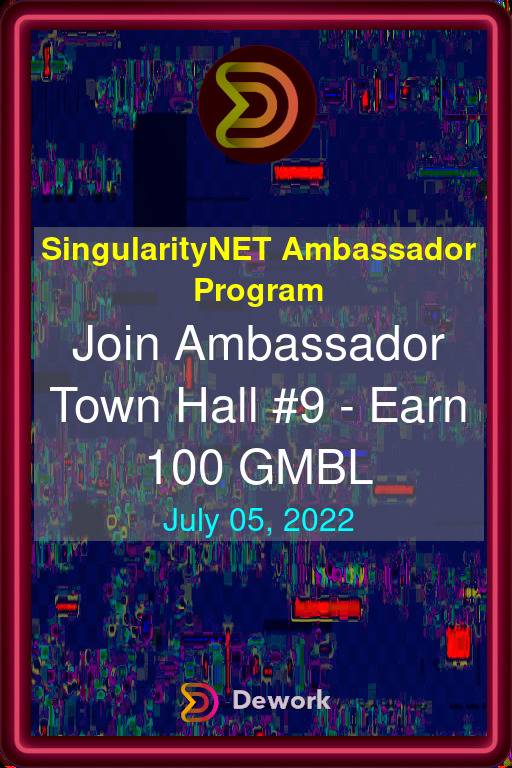 SingularityNET Ambassador
Program
Join Ambassador
Town Hall #9 - Earn
100 GMBL
July 05, 2022
Dework